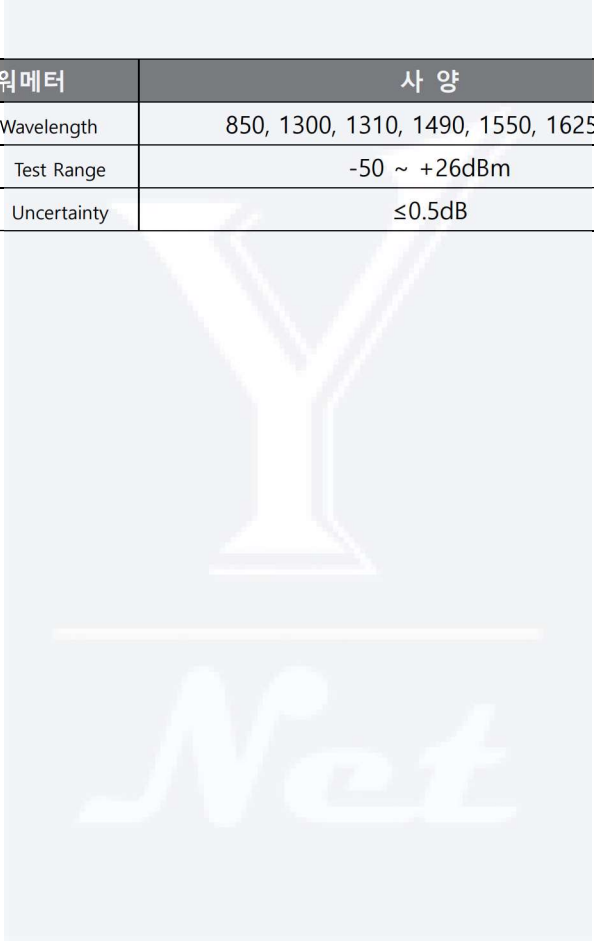 워메터 사 양
Wavelength 850, 1300, 1310, 1490, 1550, 1625
Test Range -50 ~ +26dBm
Uncertainty ≤0.5dB
Y
Net